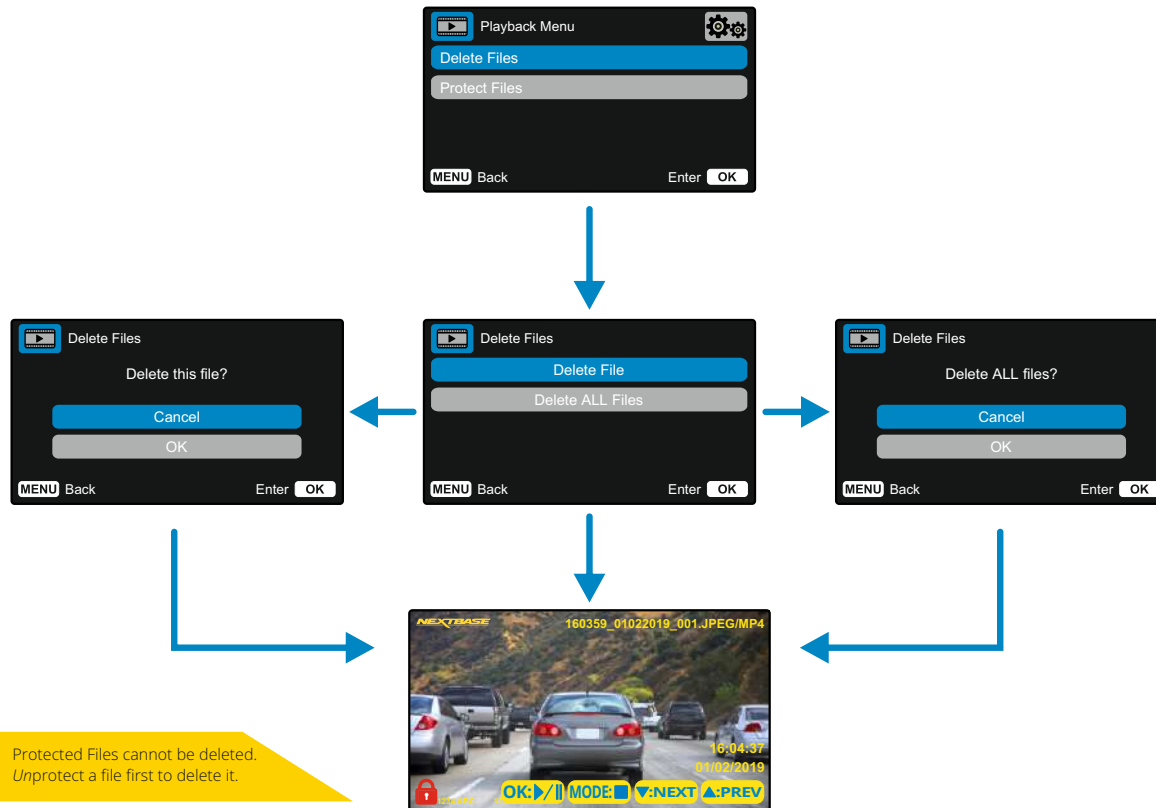 Playback Menu
Delete Files
Protect Files
MENU Back Enter OK
Delete Files
Delete this file?
Cancel
OK
MENU Back Enter OK
Delete Files
Delete File
Delete ALL Files
MENU Back Enter OK
Delete Files
Delete ALL files?
Cancel
OK
MENU Back Enter OK
NEXTBASE 160359_01022019_001.JPEG/MP4
16:04:37
01/02/2019
OK:▶/|| MODE:■ ▼:NEXT ▲:PREV
Protected Files cannot be deleted.
Unprotect a file first to delete it.